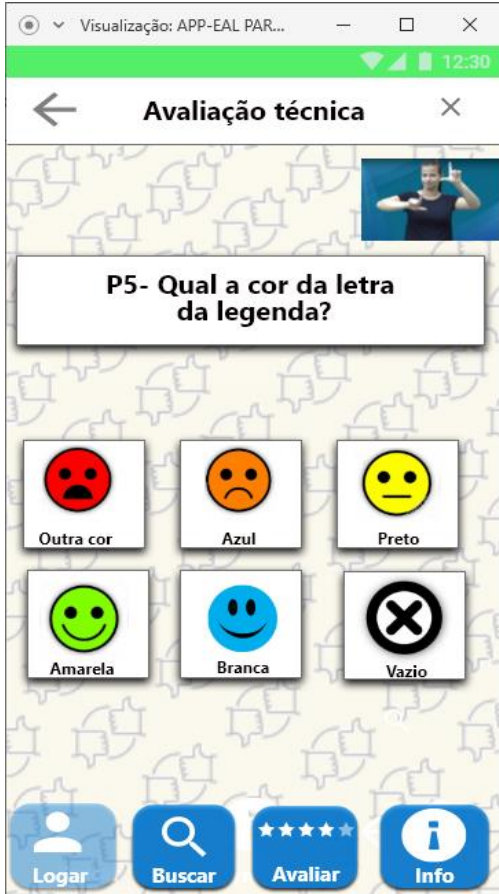 Visualização: APP-EAL PAR...
12:30
Avaliação técnica
P5- Qual a cor da letra
da legenda?
Outra cor
Azul
Preto
Amarela
Branca
Vazio
Logar
Buscar
Avaliar
Info